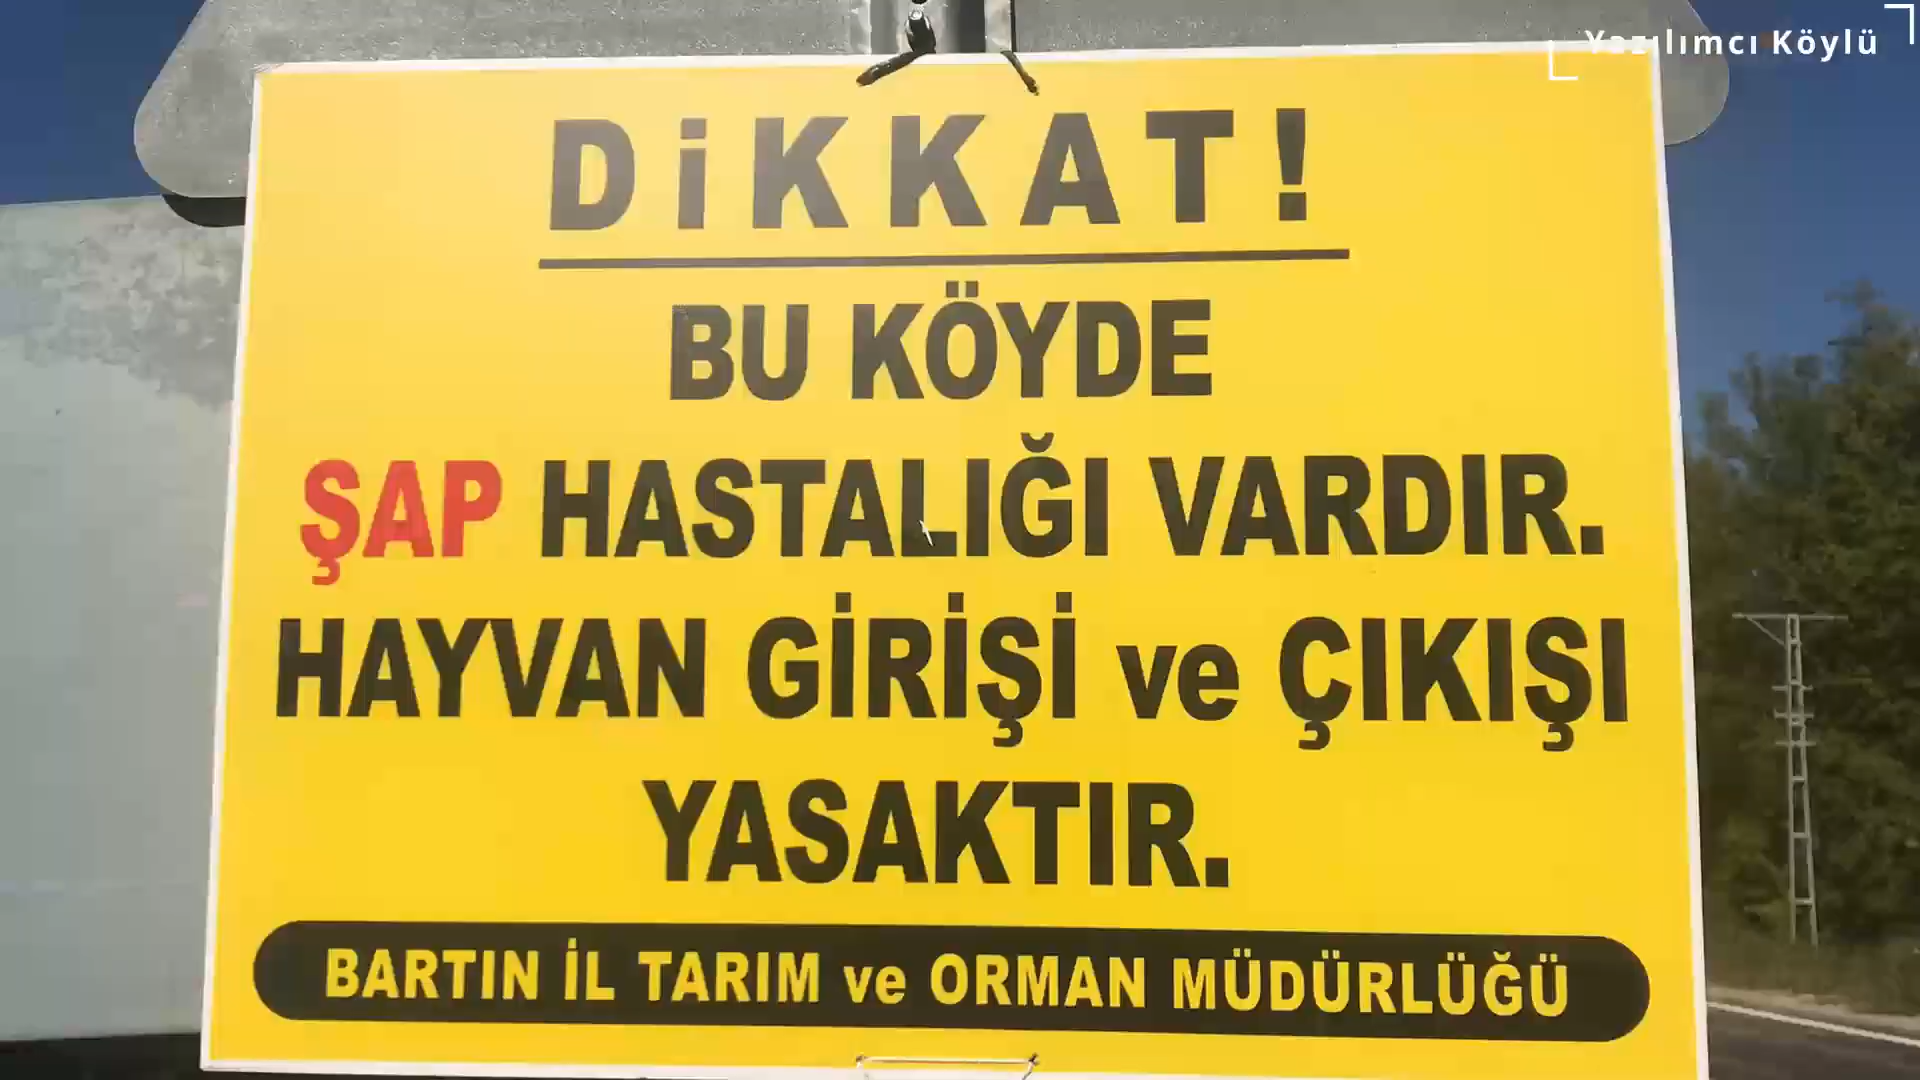 Yazılımcı Köylü
DiKKAT!
BU KÖYDE
ŞAP HASTALIĞI VARDIR.
HAYVAN GİRİŞİ ve ÇIKIŞI
YASAKTIR.
BARTIN İL TARIM ve ORMAN MÜDÜRLÜĞÜ